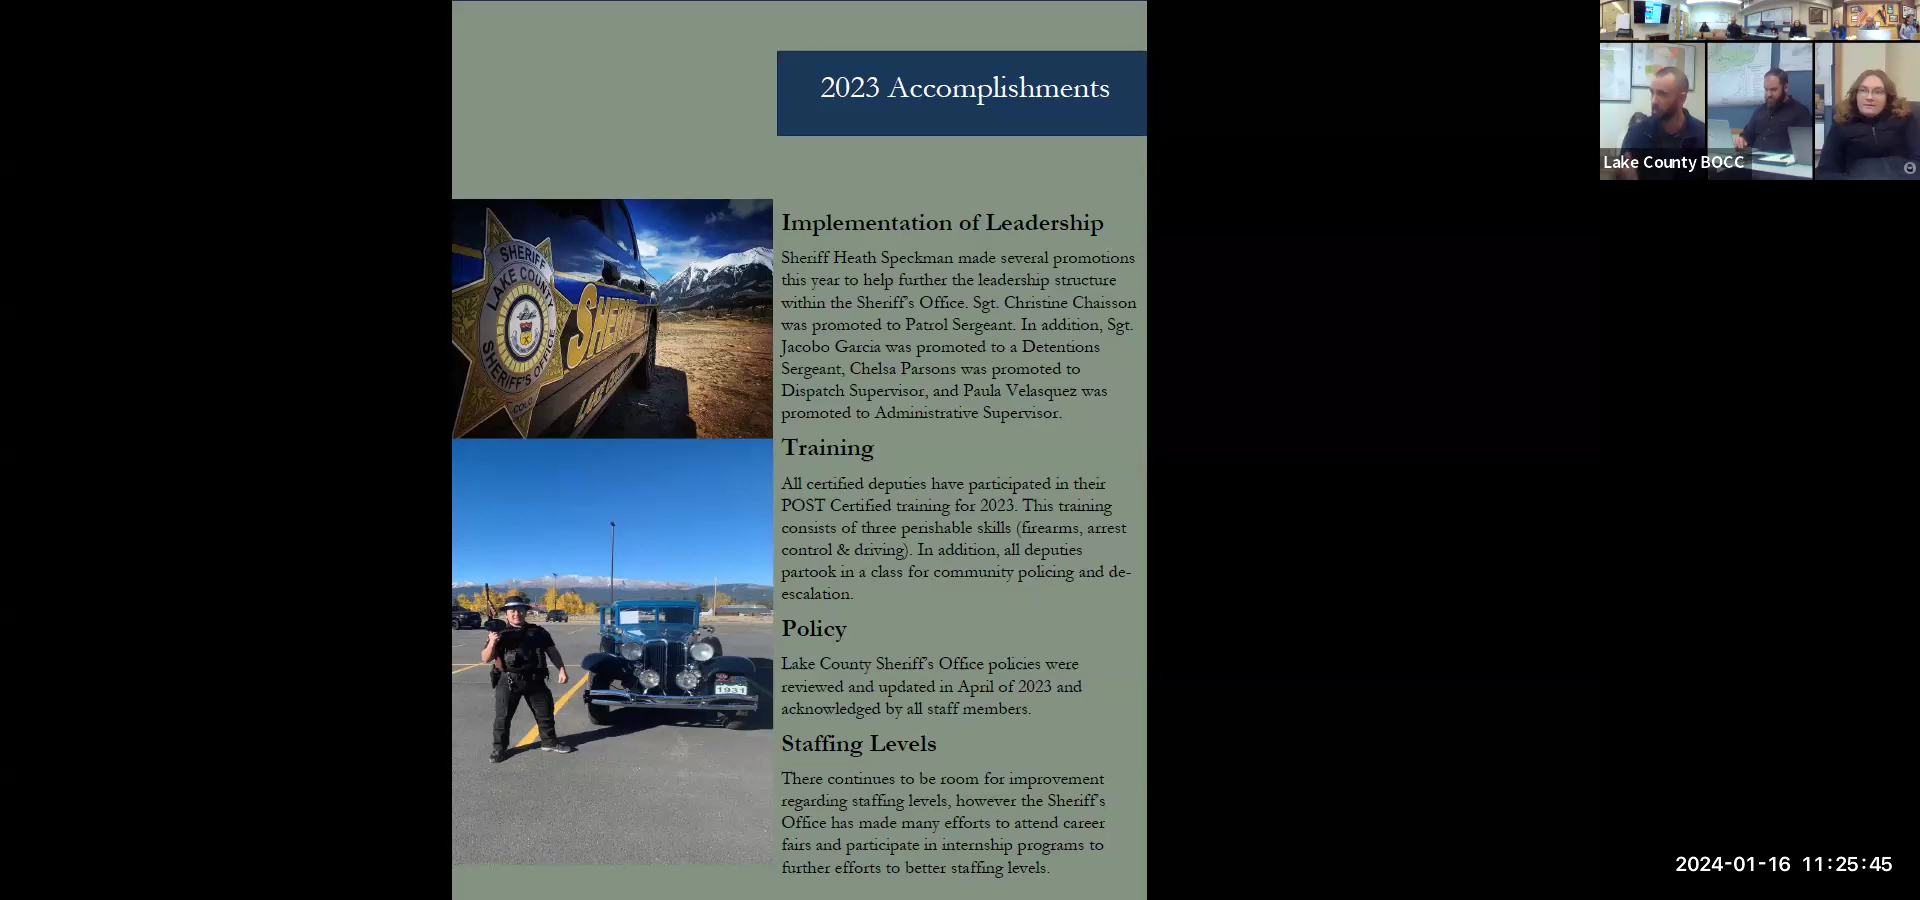 2023 Accomplishments
Implementation of Leadership
Sheriff Heath Speckman made several promotions
this year to help further the leadership structure
within the Sheriff's Office. Sgt. Christine Chaisson
was promoted to Patrol Sergeant. In addition, Sgt.
Jacobo Garcia was promoted to a Detentions
Sergeant, Chelsa Parsons was promoted to
Dispatch Supervisor, and Paula Velasquez was
promoted to Administrative Supervisor.
Training
All certified deputies have participated in their
POST Certified training for 2023. This training
consists of three perishable skills (firearms, arrest
control & driving). In addition, all deputies
partook in a class for community policing and de-
escalation.
Policy
Lake County Sheriff's Office policies were
reviewed and updated in April of 2023 and
acknowledged by all staff members.
Staffing Levels
There continues to be room for improvement
regarding staffing levels, however the Sheriff's
Office has made many efforts to attend career
fairs and participate in internship programs to
further efforts to better staffing levels.
SHERIFF
LAKE COUNTY
SHERIFF'S OFFICE
COLO
SHERIFF
LAKE COUNTY
1931
Lake County BOCC
2024-01-16 11:25:45